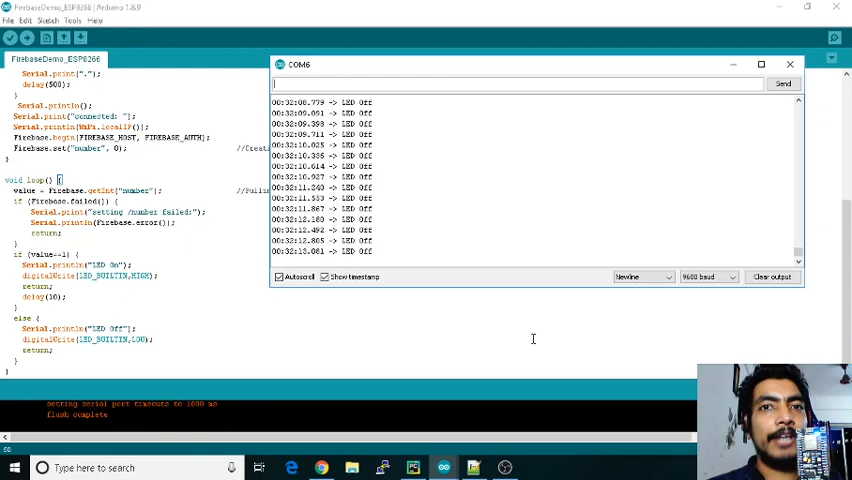 FirebaseDemo_ESP8266 | Arduino 1.8.9
File Edit Sketch Tools Help
FirebaseDemo_ESP8266
Serial.print(".");
delay(500);
}
Serial.println();
Serial.print("connected: ");
Serial.println(WiFi.localIP());
Firebase.begin(FIREBASE_HOST, FIREBASE_AUTH);
Firebase.set("number", 0); //Creati
}
void loop() {
value = Firebase.getInt("number"); //Pulling
if (Firebase.failed()) {
Serial.print("setting /number failed:");
Serial.println(Firebase.error());
return;
}
if (value==1) {
Serial.println("LED On");
digitalWrite(LED_BUILTIN,HIGH);
return;
delay(10);
}
else {
Serial.println("LED Off");
digitalWrite(LED_BUILTIN,LOW);
return;
}
}
COM6
Send
00:32:08.779 -> LED Off
00:32:09.091 -> LED Off
00:32:09.398 -> LED Off
00:32:09.711 -> LED Off
00:32:10.025 -> LED Off
00:32:10.336 -> LED Off
00:32:10.614 -> LED Off
00:32:10.927 -> LED Off
00:32:11.240 -> LED Off
00:32:11.553 -> LED Off
00:32:11.867 -> LED Off
00:32:12.180 -> LED Off
00:32:12.492 -> LED Off
00:32:12.805 -> LED Off
00:32:13.081 -> LED Off
Autoscroll Show timestamp Newline 9600 baud Clear output
setting serial port timeouts to 1000 ms
flush complete
50
Type here to search